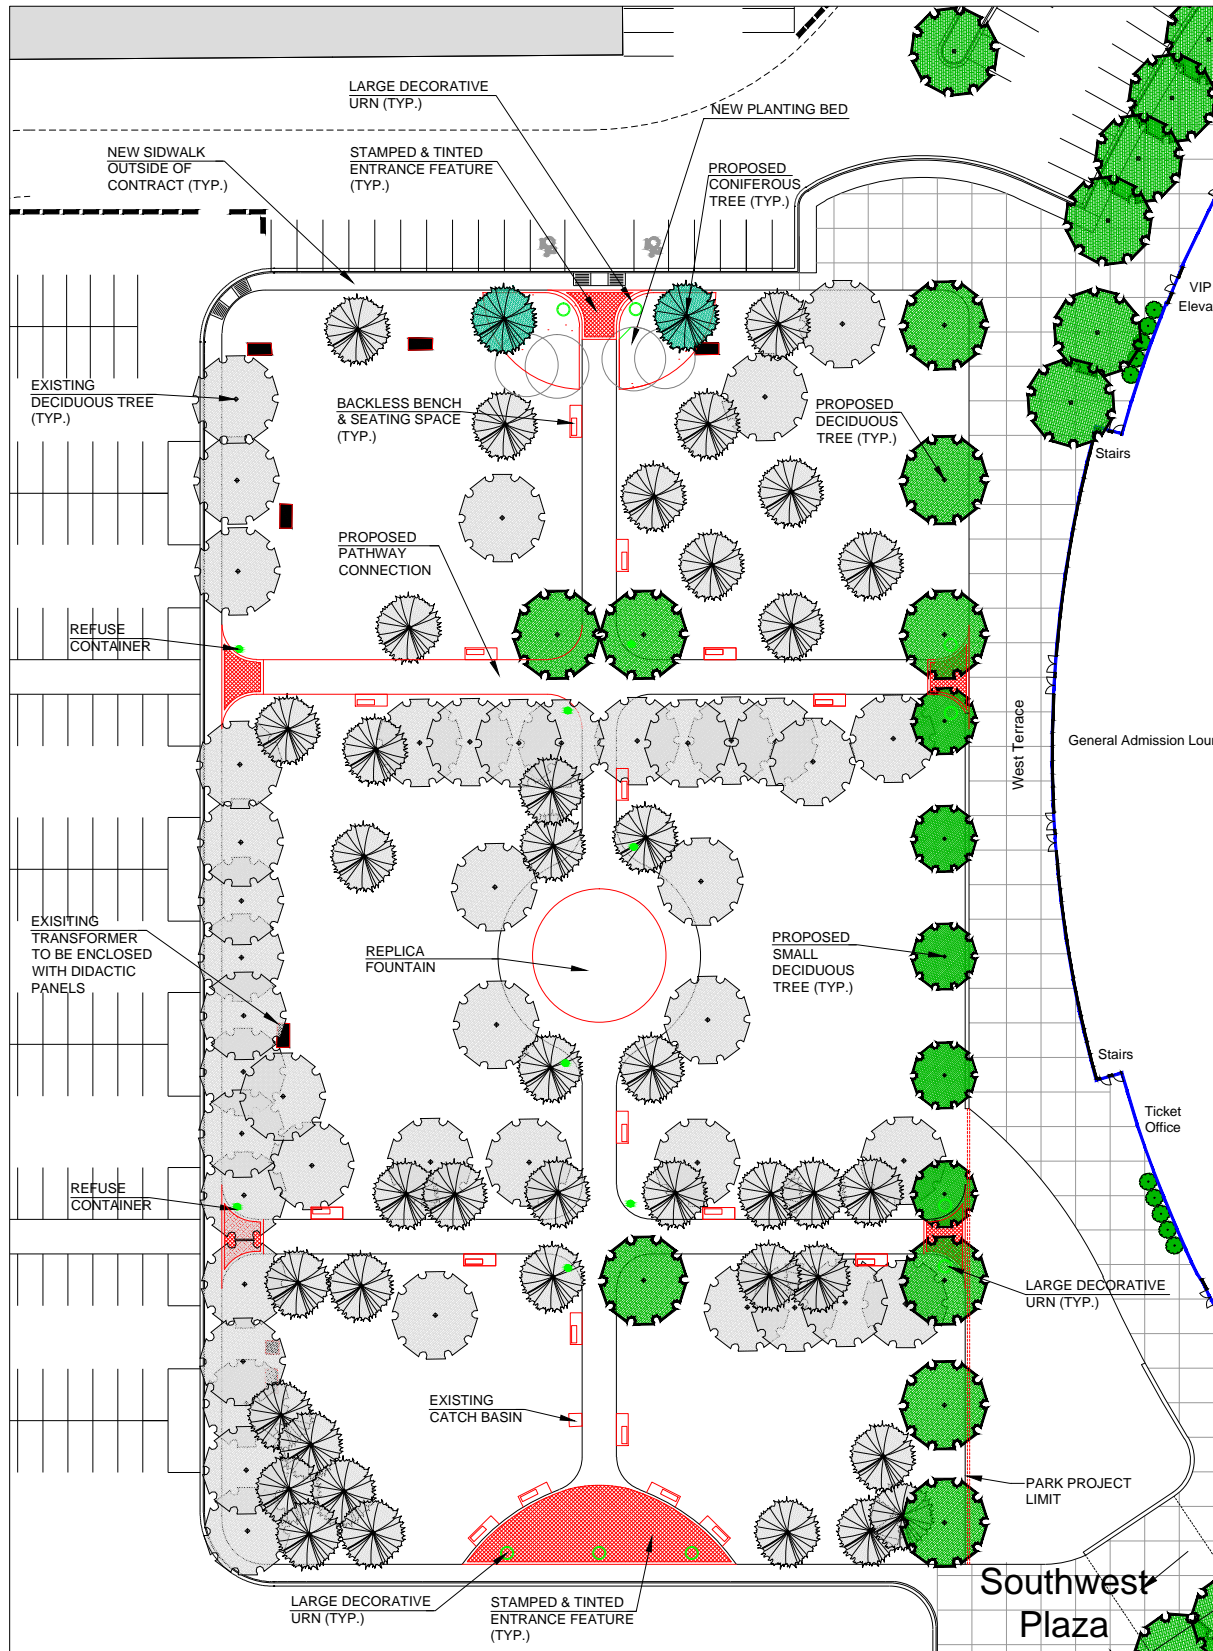 LARGE DECORATIVE
URN (TYP.)
NEW PLANTING BED
NEW SIDWALK
OUTSIDE OF
CONTRACT (TYP.)
STAMPED & TINTED
ENTRANCE FEATURE
(TYP.)
PROPOSED
CONIFEROUS
TREE (TYP.)
VIP
Eleva
EXISTING
DECIDUOUS TREE
(TYP.)
BACKLESS BENCH
& SEATING SPACE
(TYP.)
PROPOSED
DECIDUOUS
TREE (TYP.)
Stairs
PROPOSED
PATHWAY
CONNECTION
REFUSE
CONTAINER
West Terrace
General Admission Loun
EXISITING
TRANSFORMER
TO BE ENCLOSED
WITH DIDACTIC
PANELS
REPLICA
FOUNTAIN
PROPOSED
SMALL
DECIDUOUS
TREE (TYP.)
Stairs
Ticket
Office
REFUSE
CONTAINER
LARGE DECORATIVE
URN (TYP.)
EXISTING
CATCH BASIN
PARK PROJECT
LIMIT
LARGE DECORATIVE
URN (TYP.)
STAMPED & TINTED
ENTRANCE FEATURE
(TYP.)
Southwest
Plaza